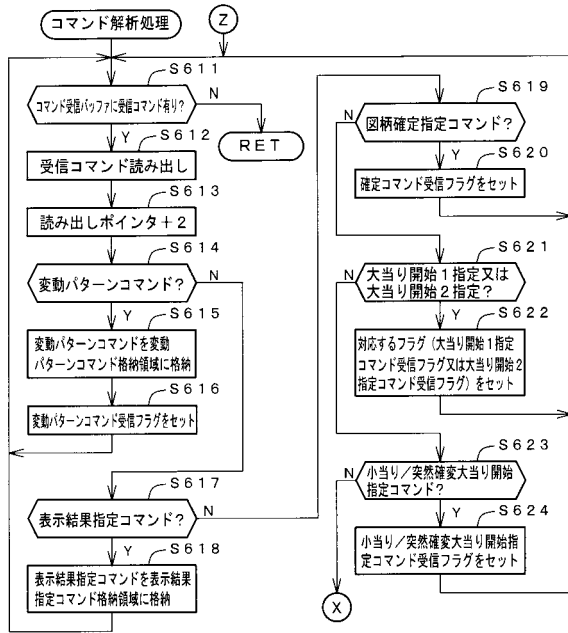 コマンド解析処理
Z
S611
コマンド受信バッファに受信コマンド有り?
N
RET
Y
S612
受信コマンド読み出し
S613
読み出しポインタ+2
S614
変動パターンコマンド?
N
Y
S615
変動パターンコマンドを変動
パターンコマンド格納領域に格納
S616
変動パターンコマンド受信フラグをセット
S617
表示結果指定コマンド?
N
Y
S618
表示結果指定コマンドを表示結果
指定コマンド格納領域に格納
S619
N
図柄確定指定コマンド?
Y
S620
確定コマンド受信フラグをセット
S621
N
大当り開始1指定又は
大当り開始2指定?
Y
S622
対応するフラグ(大当り開始1指定
コマンド受信フラグ又は大当り開始2
指定コマンド受信フラグ)をセット
S623
N
小当り/突然確変大当り開始
指定コマンド?
Y
S624
小当り/突然確変大当り開始指
定コマンド受信フラグをセット
X